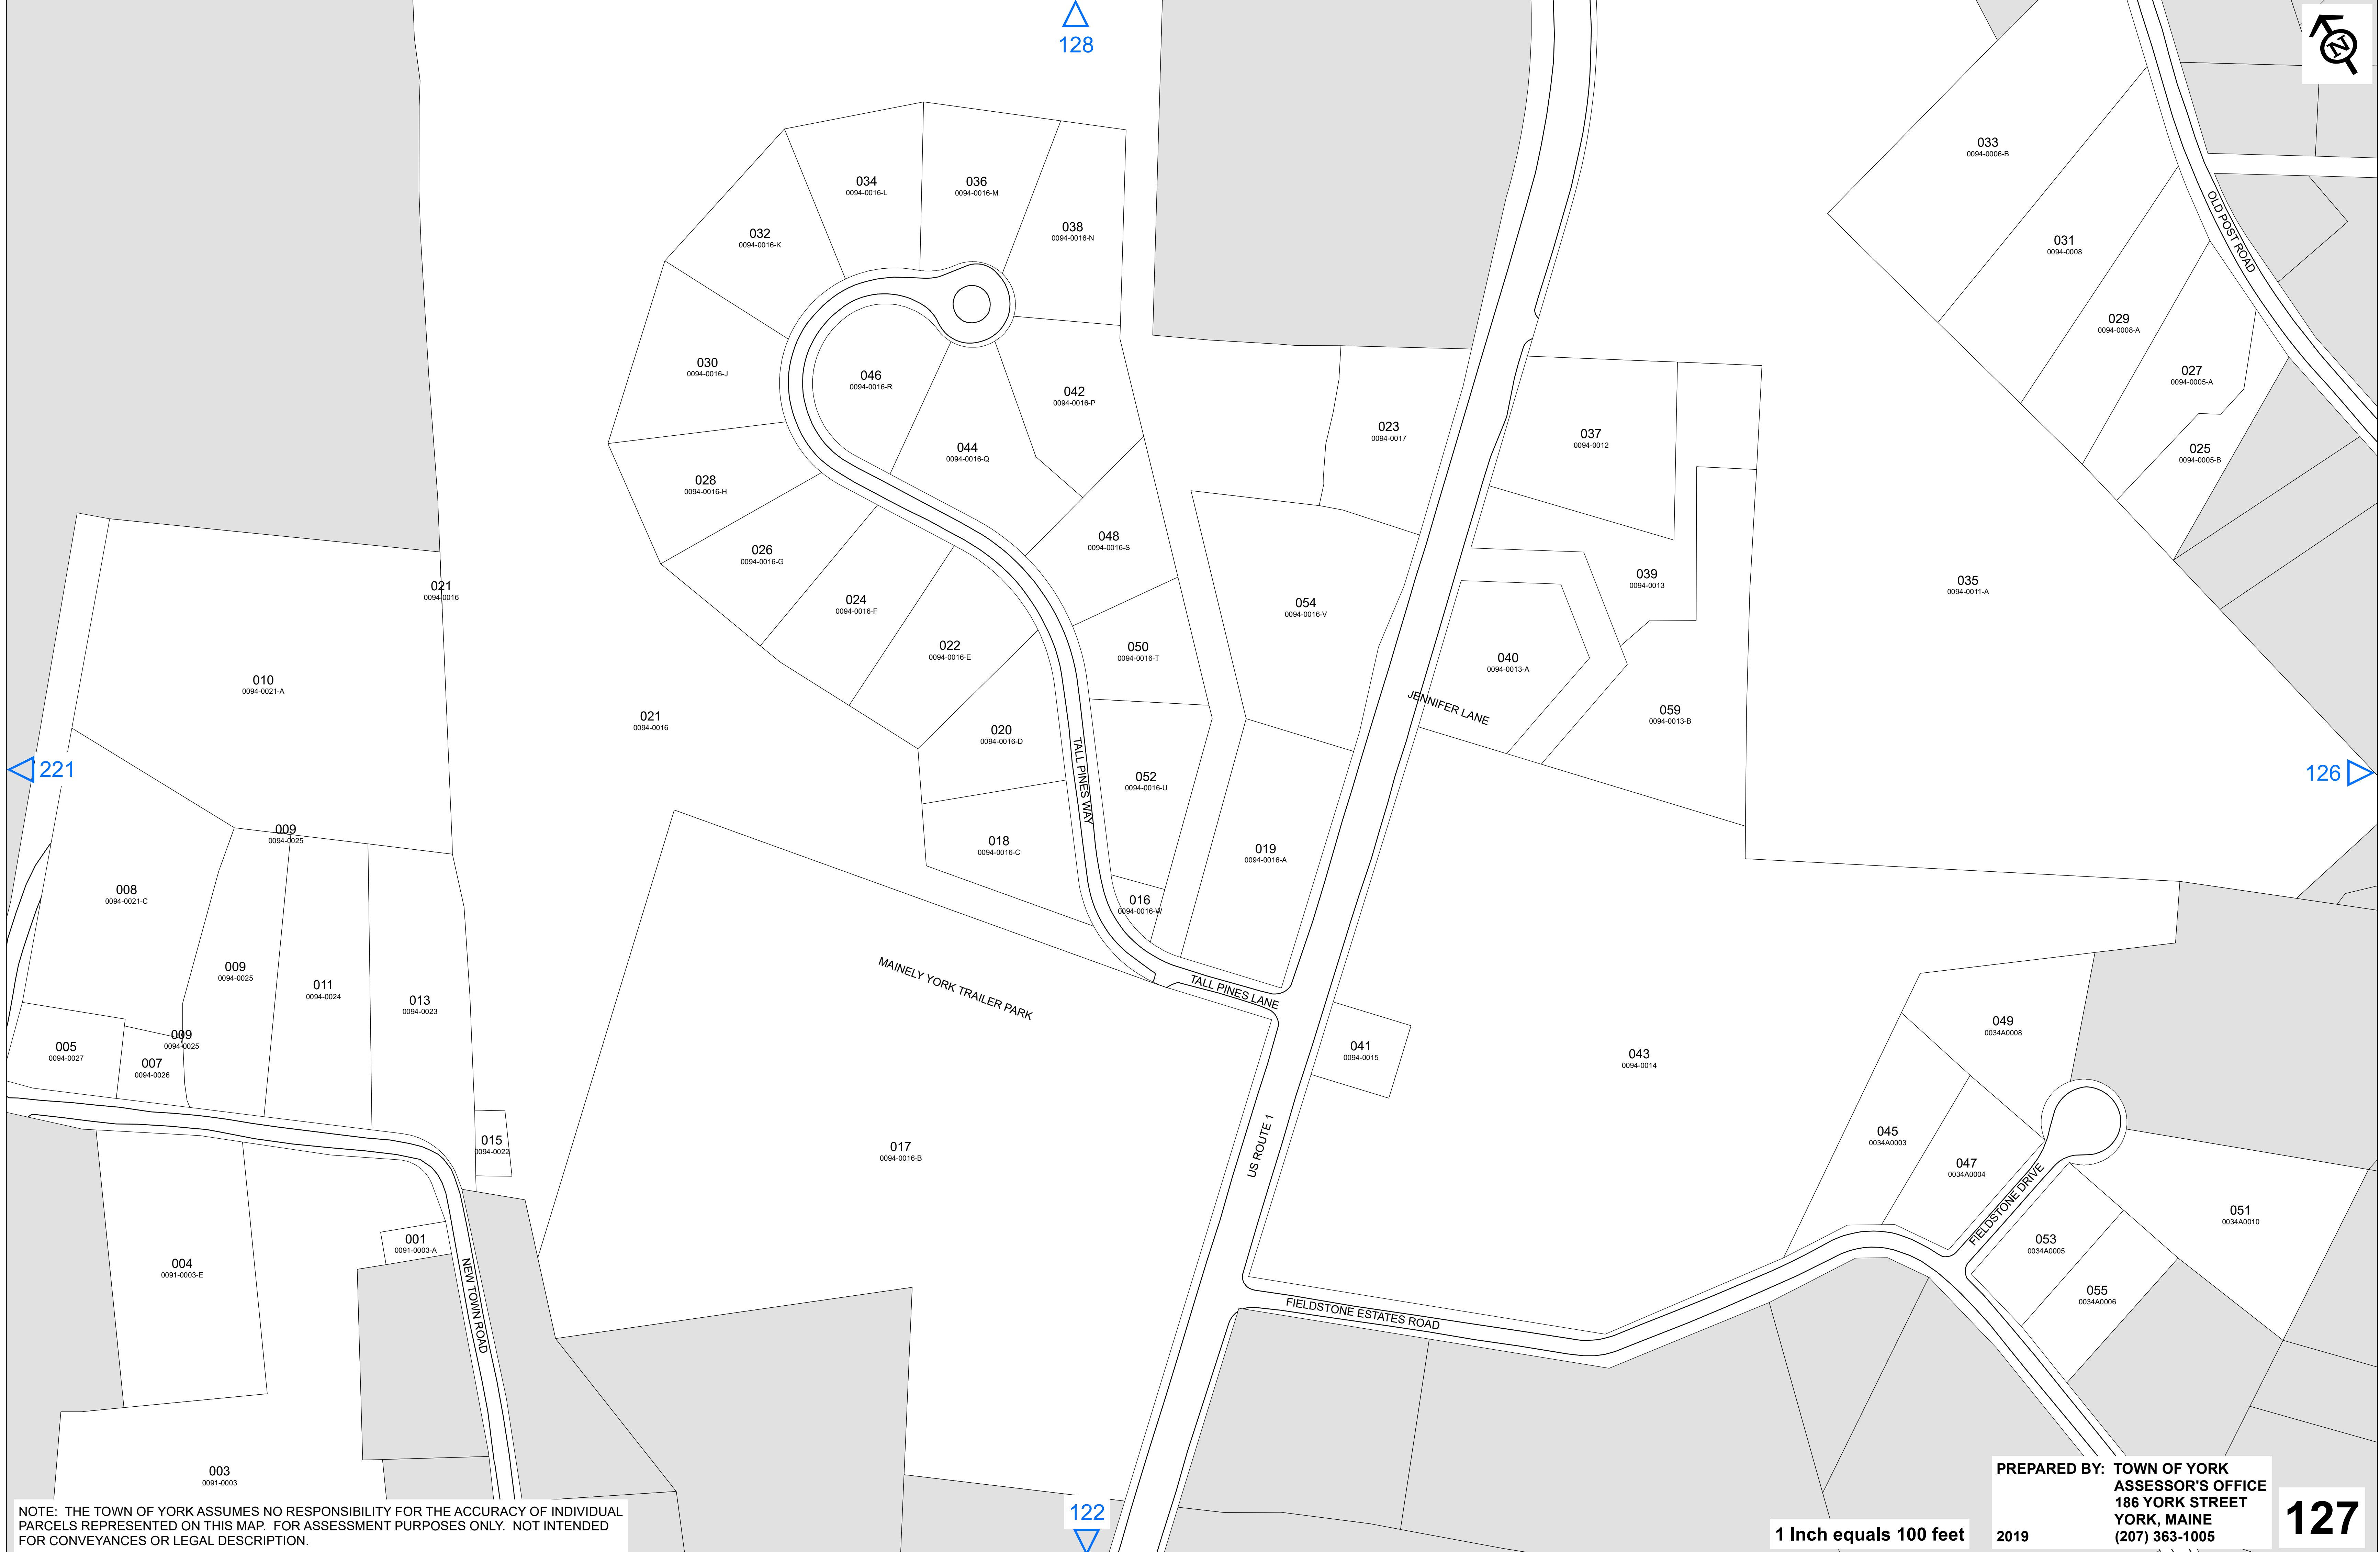 128
N
033
0094-0006-B
034
0094-0016-L
036
0094-0016-M
032
0094-0016-K
038
0094-0016-N
OLD POST ROAD
031
0094-0008
029
0094-0008-A
030
0094-0016-J
046
0094-0016-R
042
0094-0016-P
027
0094-0005-A
023
0094-0017
037
0094-0012
044
0094-0016-Q
025
0094-0005-B
028
0094-0016-H
048
0094-0016-S
026
0094-0016-G
021
0094-0016
039
0094-0013
035
0094-0011-A
024
0094-0016-F
054
0094-0016-V
022
0094-0016-E
050
0094-0016-T
040
0094-0013-A
010
0094-0021-A
JENNIFER LANE
059
0094-0013-B
021
0094-0016
020
0094-0016-D
TALL PINES WAY
221
052
0094-0016-U
126
009
0094-0025
018
0094-0016-C
019
0094-0016-A
008
0094-0021-C
016
0094-0016-W
009
0094-0025
011
0094-0024
013
0094-0023
MAINELY YORK TRAILER PARK
TALL PINES LANE
009
0094-0025
005
0094-0027
007
0094-0026
041
0094-0015
043
0094-0014
049
0034A0008
015
0094-0022
017
0094-0016-B
US ROUTE 1
045
0034A0003
047
0034A0004
FIELDSTONE DRIVE
051
0034A0010
001
0091-0003-A
004
0091-0003-E
053
0034A0005
NEW TOWN ROAD
055
0034A0006
FIELDSTONE ESTATES ROAD
003
0091-0003
NOTE: THE TOWN OF YORK ASSUMES NO RESPONSIBILITY FOR THE ACCURACY OF INDIVIDUAL
PARCELS REPRESENTED ON THIS MAP. FOR ASSESSMENT PURPOSES ONLY. NOT INTENDED
FOR CONVEYANCES OR LEGAL DESCRIPTION.
122
1 Inch equals 100 feet
PREPARED BY: TOWN OF YORK
ASSESSOR'S OFFICE
186 YORK STREET
YORK, MAINE
2019 (207) 363-1005
127